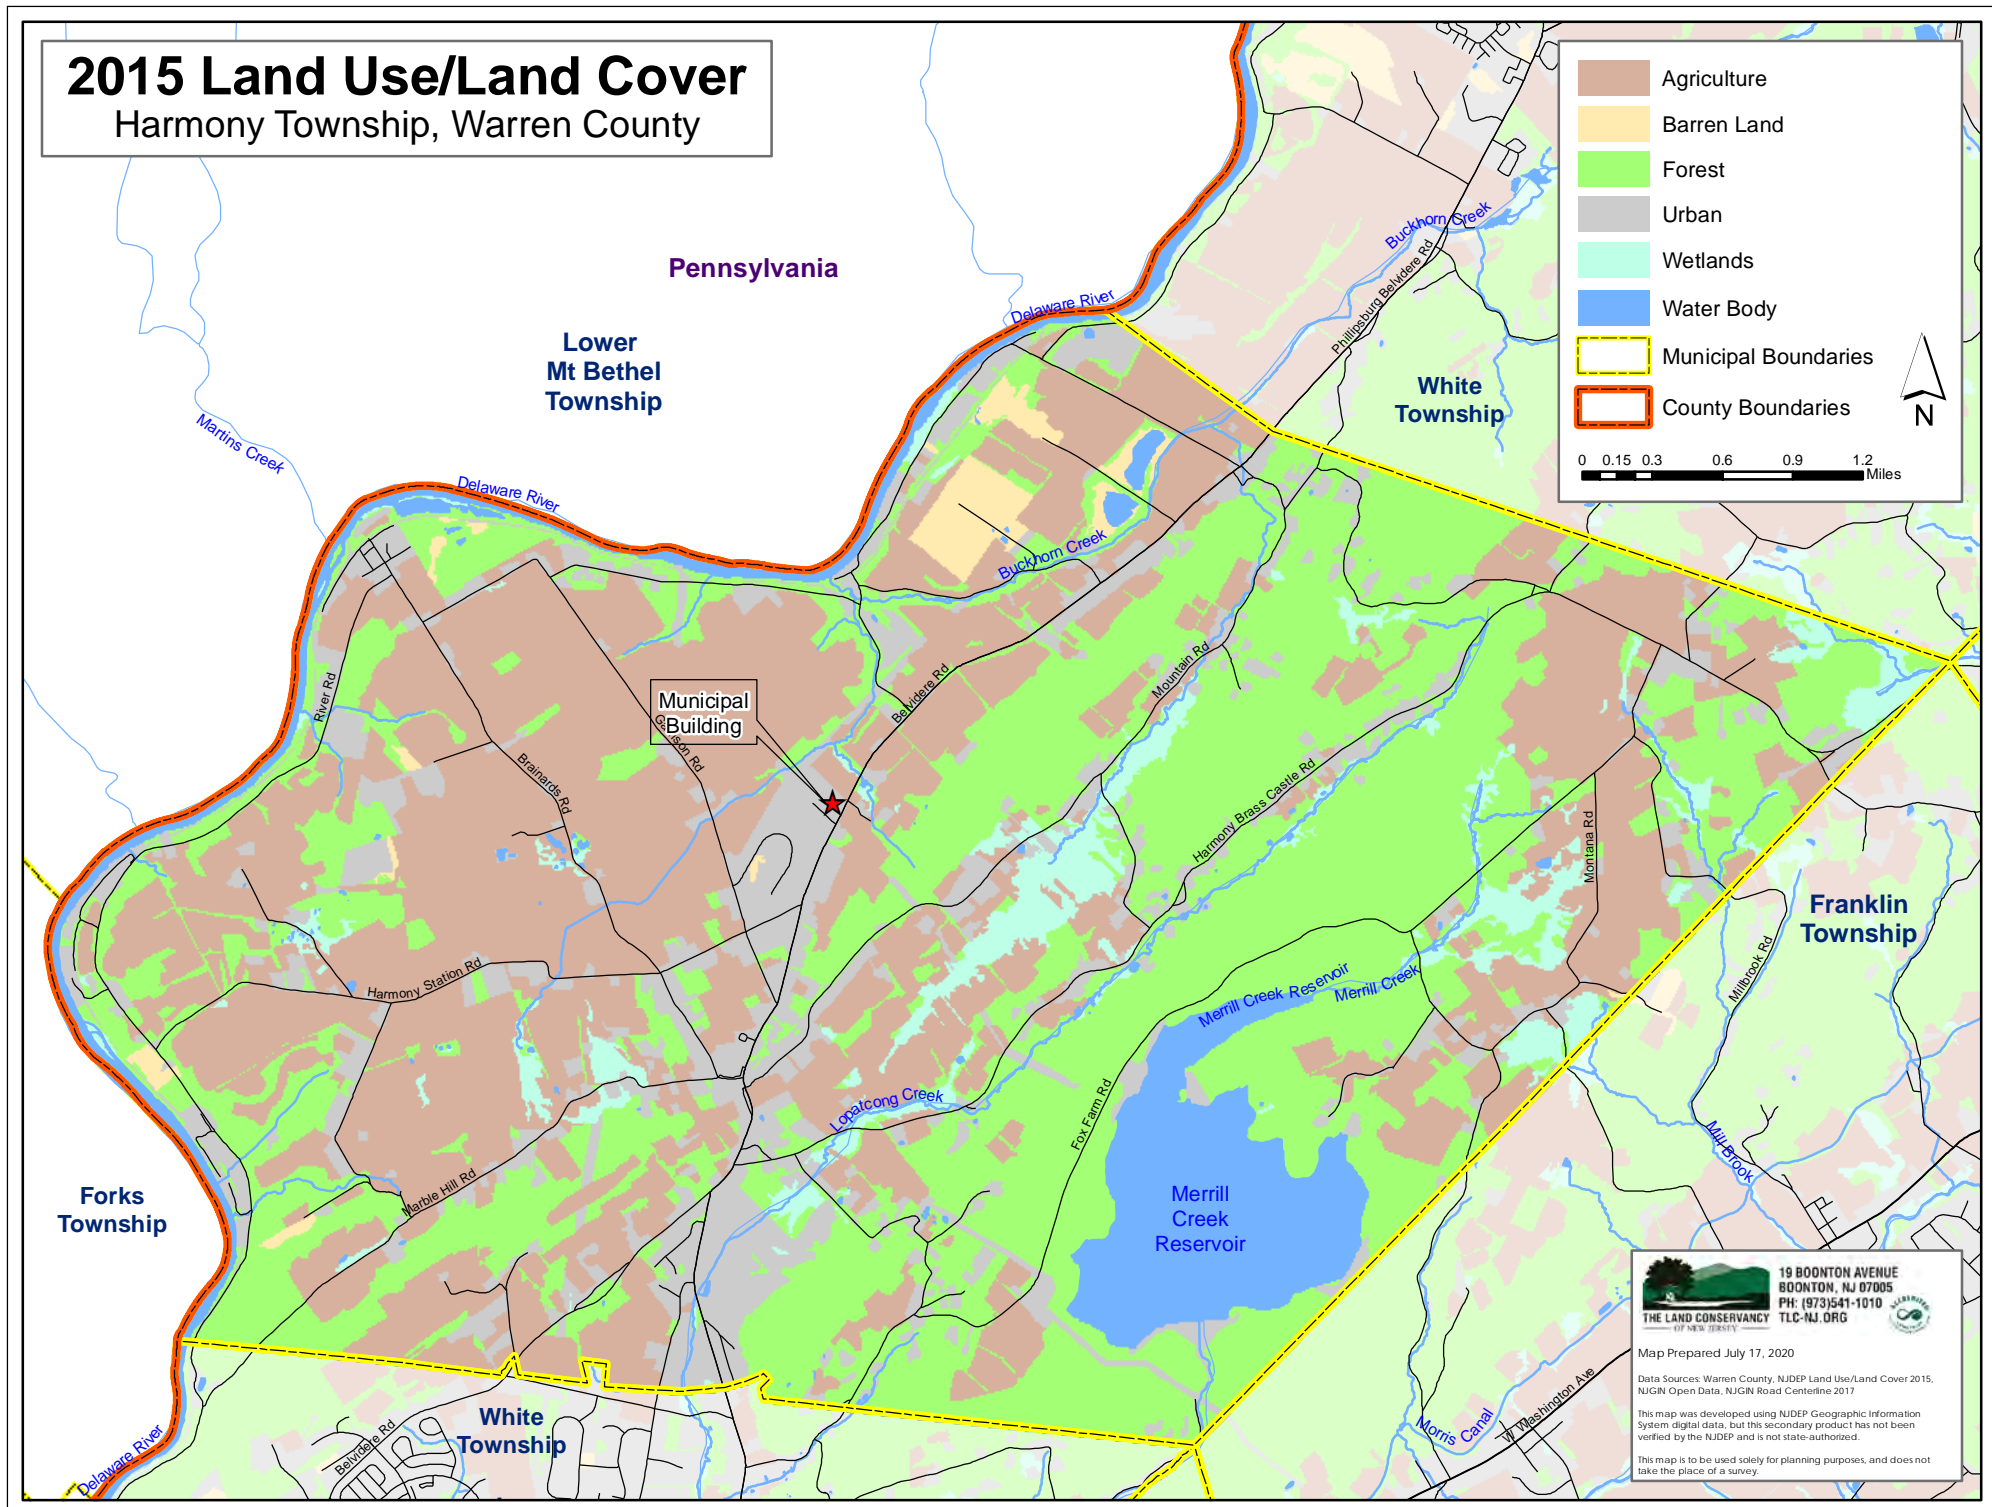 2015 Land Use/Land Cover
Harmony Township, Warren County
Agriculture
Barren Land
Forest
Urban
Wetlands
Water Body
Municipal Boundaries
County Boundaries
N
0 0.15 0.3 0.6 0.9 1.2
Miles
Pennsylvania
Lower
Mt Bethel
Township
Martins Creek
Delaware River
Delaware River
Buckhorn Creek
Phillipsburg Belvidere Rd
White
Township
Buckhorn Creek
River Rd
Municipal
Building
Brainards Rd
Belvidere Rd
Mountain Rd
Harmony Brass Castle Rd
Montana Rd
Franklin
Township
Millbrook Rd
Harmony Station Rd
Merrill Creek Reservoir
Merrill Creek
Lopatcong Creek
Fox Farm Rd
Mill Brook
Marble Hill Rd
Forks
Township
Merrill
Creek
Reservoir
White
Township
Belvidere Rd
Delaware River
Morris Canal
W Washington Ave
THE LAND CONSERVANCY
OF NEW JERSEY
19 BOONTON AVENUE
BOONTON, NJ 07005
PH: (973)541-1010
TLC-NJ.ORG
ACCREDITED
Map Prepared July 17, 2020
Data Sources: Warren County, NJDEP Land Use/Land Cover 2015,
NJGIN Open Data, NJGIN Road Centerline 2017
This map was developed using NJDEP Geographic Information
System digital data, but this secondary product has not been
verified by the NJDEP and is not state-authorized.
This map is to be used solely for planning purposes, and does not
take the place of a survey.